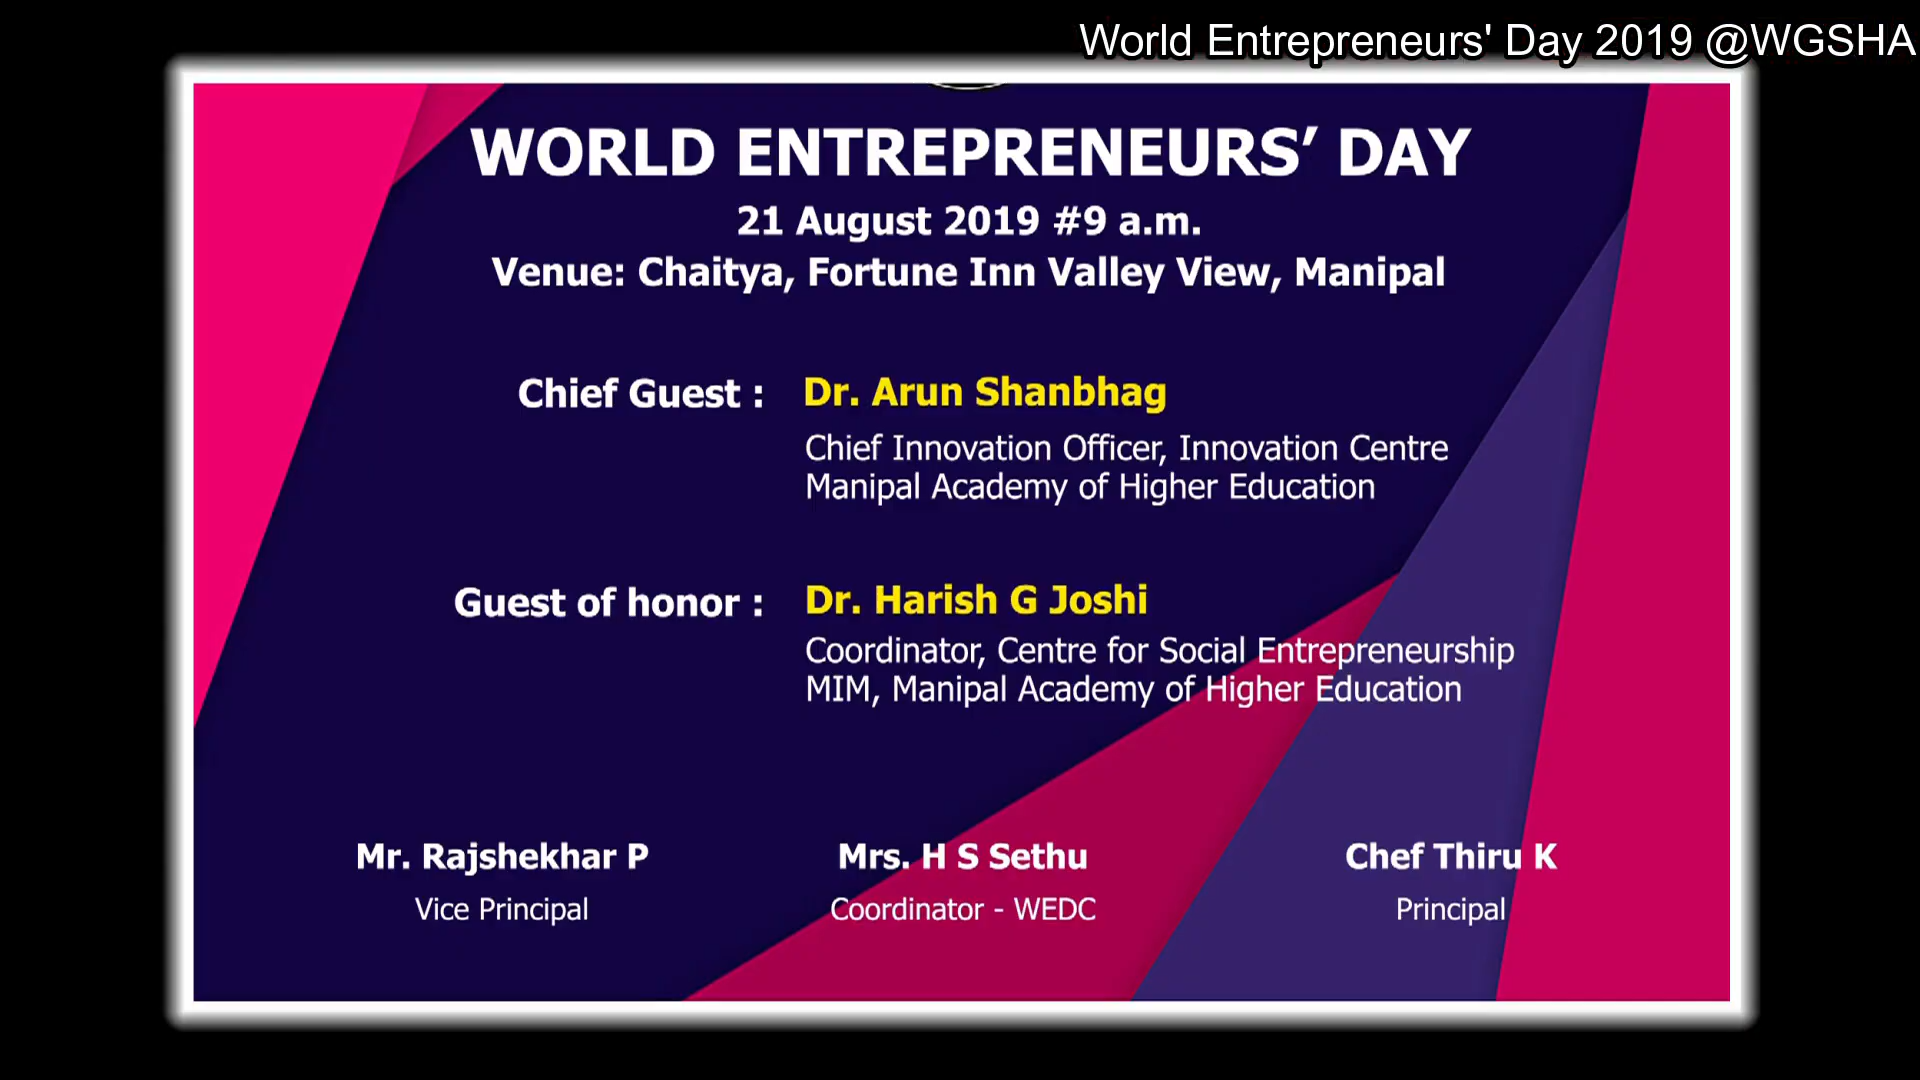 World Entrepreneurs' Day 2019 @WGSHA
WORLD ENTREPRENEURS’ DAY
21 August 2019 #9 a.m.
Venue: Chaitya, Fortune Inn Valley View, Manipal
Chief Guest : Dr. Arun Shanbhag
Chief Innovation Officer, Innovation Centre
Manipal Academy of Higher Education
Guest of honor : Dr. Harish G Joshi
Coordinator, Centre for Social Entrepreneurship
MIM, Manipal Academy of Higher Education
Mr. Rajshekhar P
Vice Principal
Mrs. H S Sethu
Coordinator - WEDC
Chef Thiru K
Principal